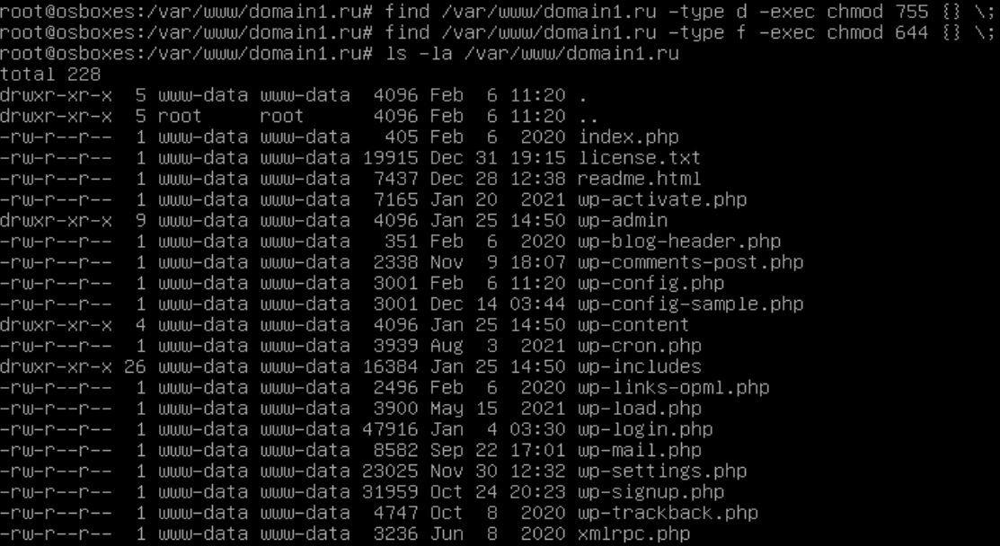 root@osboxes:/var/www/domain1.ru# find /var/www/domain1.ru -type d -exec chmod 755 {} \;
root@osboxes:/var/www/domain1.ru# find /var/www/domain1.ru -type f -exec chmod 644 {} \;
root@osboxes:/var/www/domain1.ru# ls -la /var/www/domain1.ru
total 228
drwxr-xr-x  5 www-data www-data  4096 Feb  6 11:20 .
drwxr-xr-x  5 root     root      4096 Feb  6 11:20 ..
-rw-r--r--  1 www-data www-data   405 Feb  6  2020 index.php
-rw-r--r--  1 www-data www-data 19915 Dec 31 19:15 license.txt
-rw-r--r--  1 www-data www-data  7437 Dec 28 12:38 readme.html
-rw-r--r--  1 www-data www-data  7165 Jan 20  2021 wp-activate.php
drwxr-xr-x  9 www-data www-data  4096 Jan 25 14:50 wp-admin
-rw-r--r--  1 www-data www-data   351 Feb  6  2020 wp-blog-header.php
-rw-r--r--  1 www-data www-data  2338 Nov  9 18:07 wp-comments-post.php
-rw-r--r--  1 www-data www-data  3001 Feb  6 11:20 wp-config.php
-rw-r--r--  1 www-data www-data  3001 Dec 14 03:44 wp-config-sample.php
drwxr-xr-x  4 www-data www-data  4096 Jan 25 14:50 wp-content
-rw-r--r--  1 www-data www-data  3939 Aug  3  2021 wp-cron.php
drwxr-xr-x 26 www-data www-data 16384 Jan 25 14:50 wp-includes
-rw-r--r--  1 www-data www-data  2496 Feb  6  2020 wp-links-opml.php
-rw-r--r--  1 www-data www-data  3900 May 15  2021 wp-load.php
-rw-r--r--  1 www-data www-data 47916 Jan  4 03:30 wp-login.php
-rw-r--r--  1 www-data www-data  8582 Sep 22 17:01 wp-mail.php
-rw-r--r--  1 www-data www-data 23025 Nov 30 12:32 wp-settings.php
-rw-r--r--  1 www-data www-data 31959 Oct 24 20:23 wp-signup.php
-rw-r--r--  1 www-data www-data  4747 Oct  8  2020 wp-trackback.php
-rw-r--r--  1 www-data www-data  3236 Jun  8  2020 xmlrpc.php